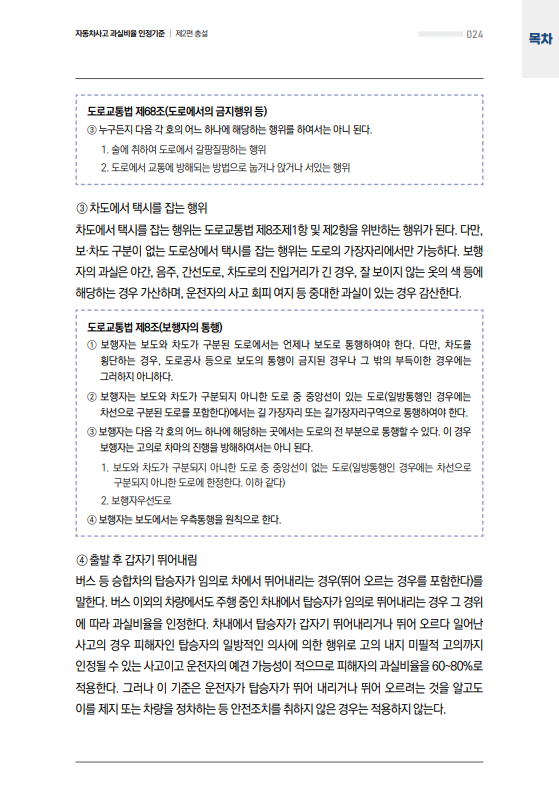 자동차사고 과실비율 인정기준 | 제2편 총설
024
목차
도로교통법 제68조(도로에서의 금지행위 등)
③ 누구든지 다음 각 호의 어느 하나에 해당하는 행위를 하여서는 아니 된다.
1. 술에 취하여 도로에서 갈팡질팡하는 행위
2. 도로에서 교통에 방해되는 방법으로 눕거나 앉거나 서있는 행위
③ 차도에서 택시를 잡는 행위
차도에서 택시를 잡는 행위는 도로교통법 제8조제1항 및 제2항을 위반하는 행위가 된다. 다만,
보·차도 구분이 없는 도로상에서 택시를 잡는 행위는 도로의 가장자리에서만 가능하다. 보행
자의 과실은 야간, 음주, 간선도로, 차도로의 진입거리가 긴 경우, 잘 보이지 않는 옷의 색 등에
해당하는 경우 가산하며, 운전자의 사고 회피 여지 등 중대한 과실이 있는 경우 감산한다.
도로교통법 제8조(보행자의 통행)
① 보행자는 보도와 차도가 구분된 도로에서는 언제나 보도로 통행하여야 한다. 다만, 차도를
횡단하는 경우, 도로공사 등으로 보도의 통행이 금지된 경우나 그 밖의 부득이한 경우에는
그러하지 아니하다.
② 보행자는 보도와 차도가 구분되지 아니한 도로 중 중앙선이 있는 도로(일방통행인 경우에는
차선으로 구분된 도로를 포함한다)에서는 길 가장자리 또는 길가장자리구역으로 통행하여야 한다.
③ 보행자는 다음 각 호의 어느 하나에 해당하는 곳에서는 도로의 전 부분으로 통행할 수 있다. 이 경우
보행자는 고의로 차마의 진행을 방해하여서는 아니 된다.
1. 보도와 차도가 구분되지 아니한 도로 중 중앙선이 없는 도로(일방통행인 경우에는 차선으로
구분되지 아니한 도로에 한정한다. 이하 같다)
2. 보행자우선도로
④ 보행자는 보도에서는 우측통행을 원칙으로 한다.
④ 출발 후 갑자기 뛰어내림
버스 등 승합차의 탑승자가 임의로 차에서 뛰어내리는 경우(뛰어 오르는 경우를 포함한다)를
말한다. 버스 이외의 차량에서도 주행 중인 차내에서 탑승자가 임의로 뛰어내리는 경우 그 경위
에 따라 과실비율을 인정한다. 차내에서 탑승자가 갑자기 뛰어내리거나 뛰어 오르다 일어난
사고의 경우 피해자인 탑승자의 일방적인 의사에 의한 행위로 고의 내지 미필적 고의까지
인정될 수 있는 사고이고 운전자의 예견 가능성이 적으므로 피해자의 과실비율을 60~80%로
적용한다. 그러나 이 기준은 운전자가 탑승자가 뛰어 내리거나 뛰어 오르려는 것을 알고도
이를 제지 또는 차량을 정차하는 등 안전조치를 취하지 않은 경우는 적용하지 않는다.